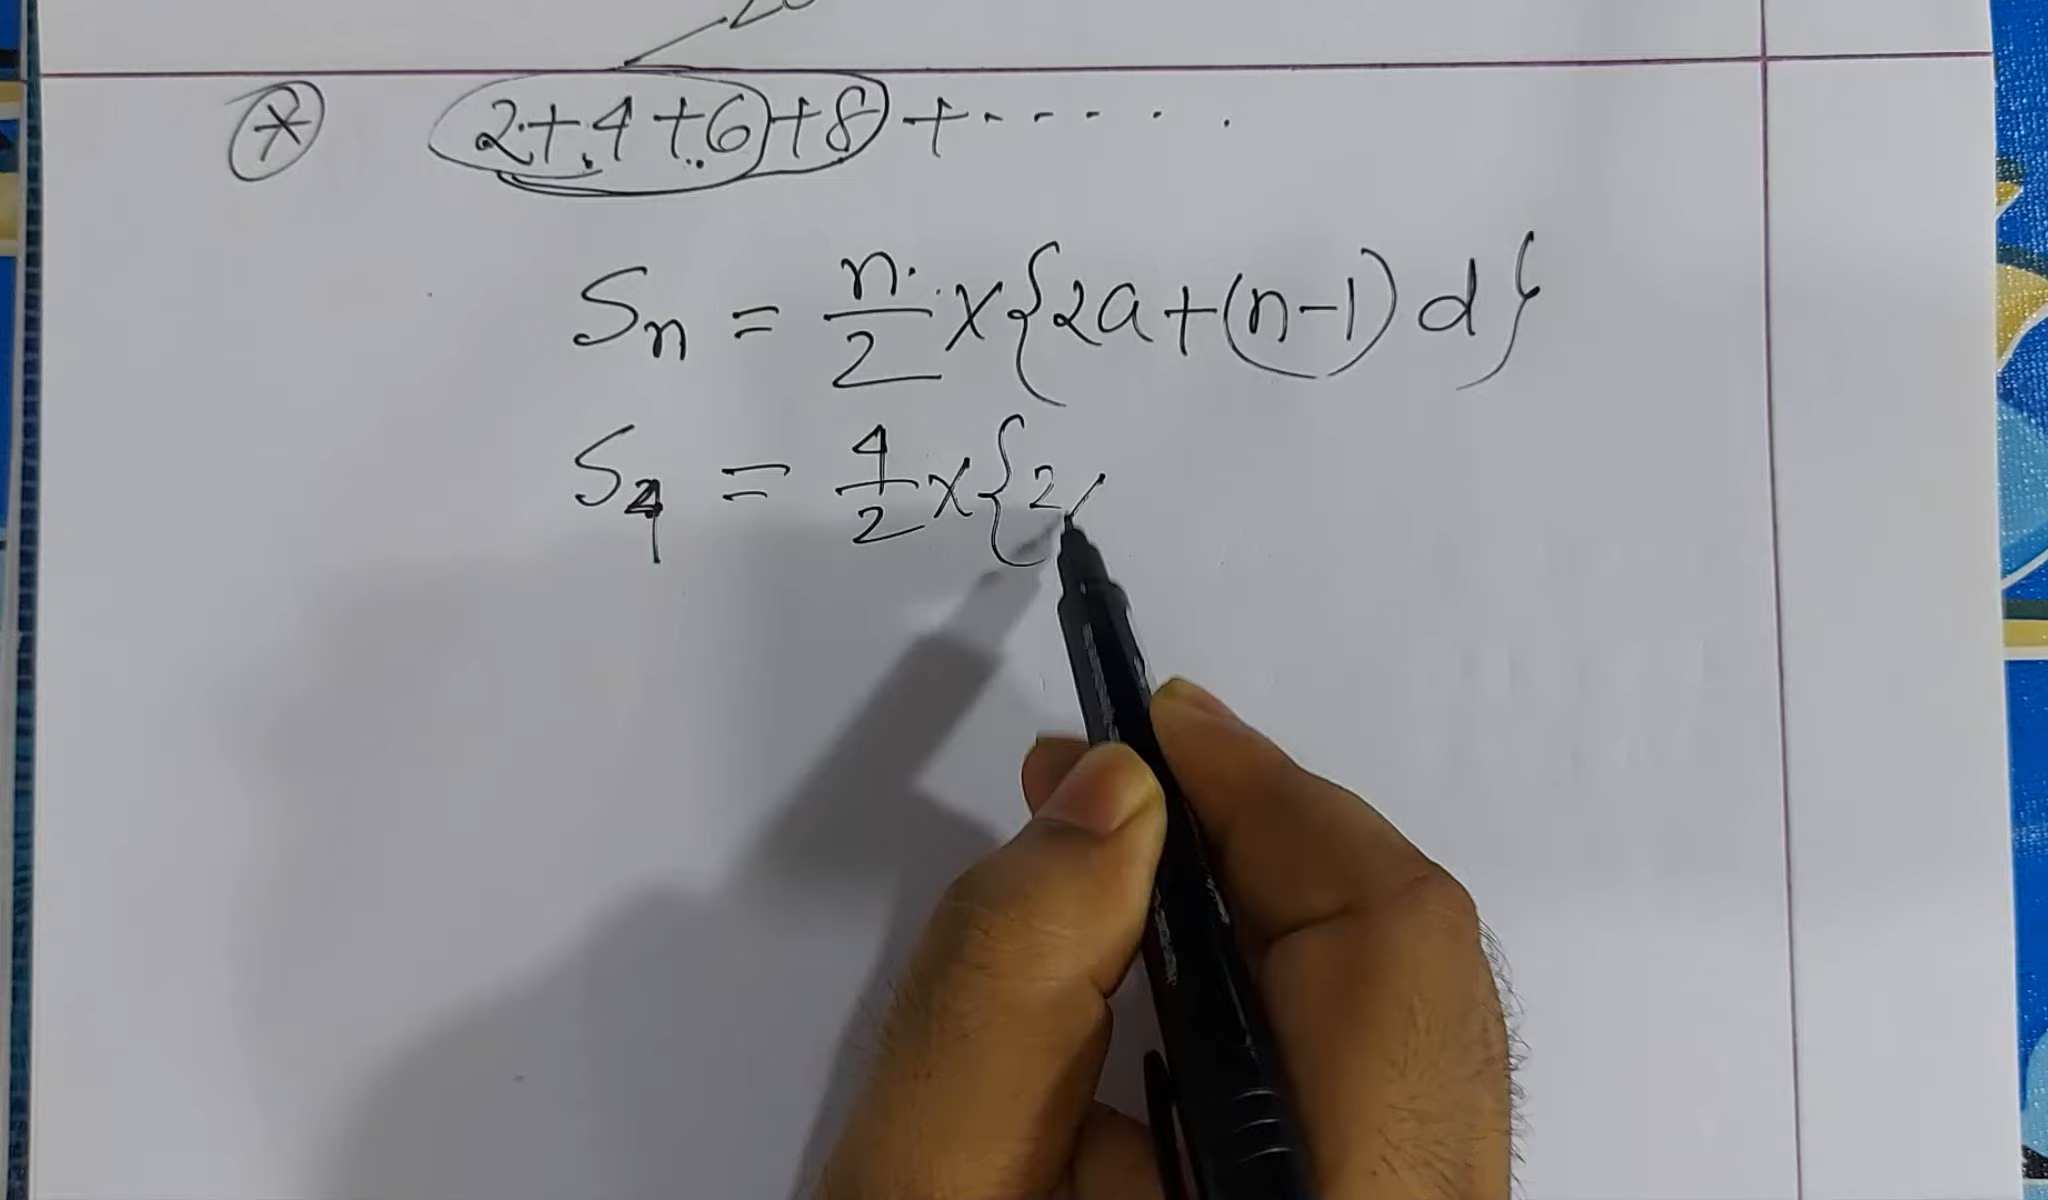 * 2+4+6+8+.......
Sn = n/2 x{2a+(n-1)d}
S4 = 4/2 x{2